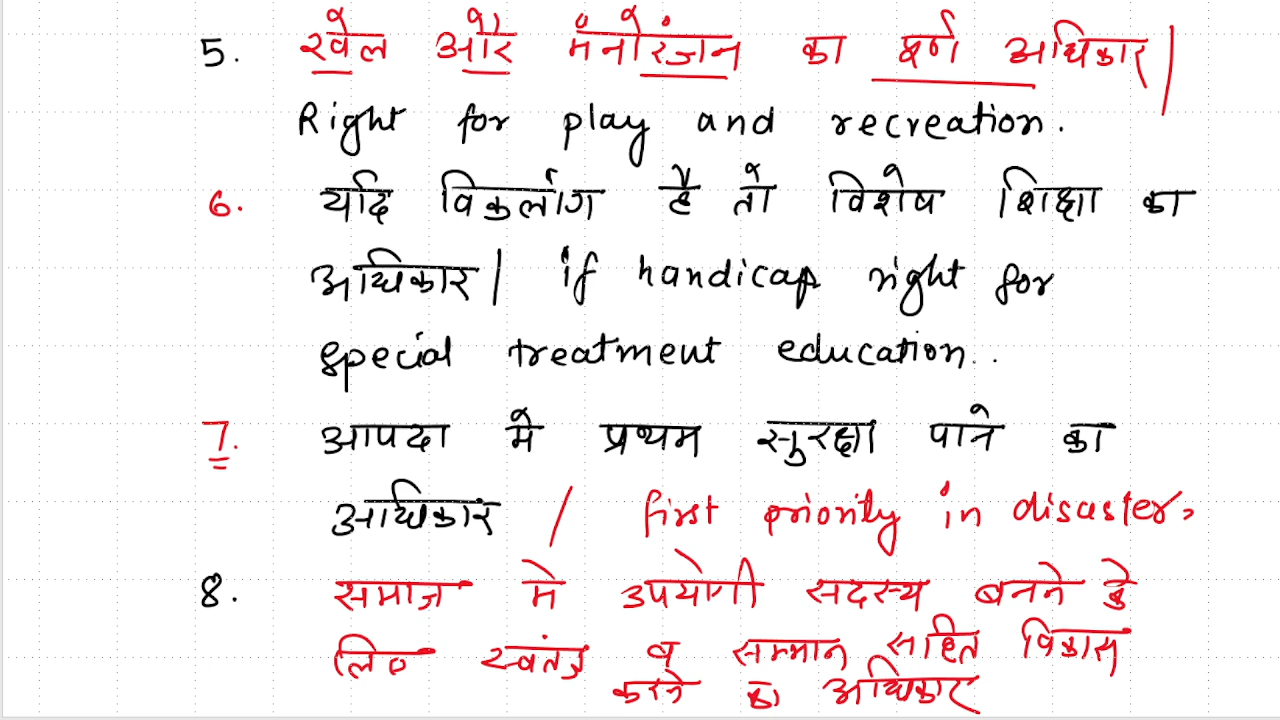 5. खेल और मनोरंजन का पूर्ण अधिकार|
Right for play and recreation.
6. यदि विकलांग है तो विशेष शिक्षा का
अधिकार| if handicap right for
special treatment education..
7. आपदा मे प्रथम सुरक्षा पाने का
अधिकार / first priority in disaster.
8. समाज मे उपयोगी सदस्य बनने के
लिए स्वतंत्र व सम्मान सहित विकास
करने का अधिकार